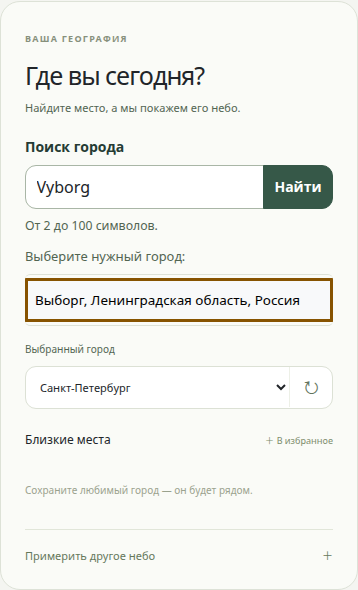 ВАША ГЕОГРАФИЯ
Где вы сегодня?
Найдите место, а мы покажем его небо.
Поиск города
Vyborg Найти
От 2 до 100 символов.
Выберите нужный город:
Выборг, Ленинградская область, Россия
Выбранный город
Санкт-Петербург ↻
Близкие места + В избранное
Сохраните любимый город — он будет рядом.
Примерить другое небо +